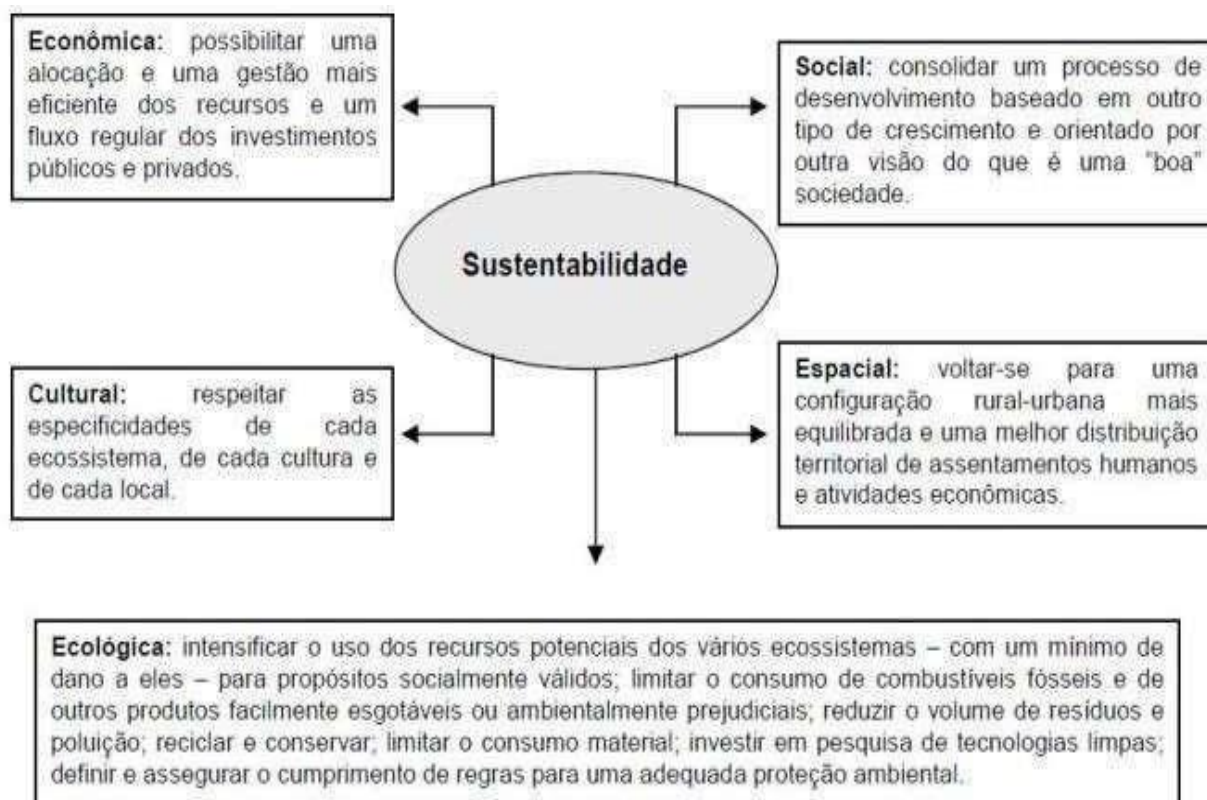 Econômica: possibilitar uma
alocação e uma gestão mais
eficiente dos recursos e um
fluxo regular dos investimentos
públicos e privados.
Social: consolidar um processo de
desenvolvimento baseado em outro
tipo de crescimento e orientado por
outra visão do que é uma "boa"
sociedade.
Sustentabilidade
Cultural: respeitar as
especificidades de cada
ecossistema, de cada cultura e
de cada local.
Espacial: voltar-se para uma
configuração rural-urbana mais
equilibrada e uma melhor distribuição
territorial de assentamentos humanos
e atividades econômicas.
Ecológica: intensificar o uso dos recursos potenciais dos vários ecossistemas – com um mínimo de
dano a eles – para propósitos socialmente válidos; limitar o consumo de combustíveis fósseis e de
outros produtos facilmente esgotáveis ou ambientalmente prejudiciais; reduzir o volume de resíduos e
poluição; reciclar e conservar; limitar o consumo material; investir em pesquisa de tecnologias limpas;
definir e assegurar o cumprimento de regras para uma adequada proteção ambiental.